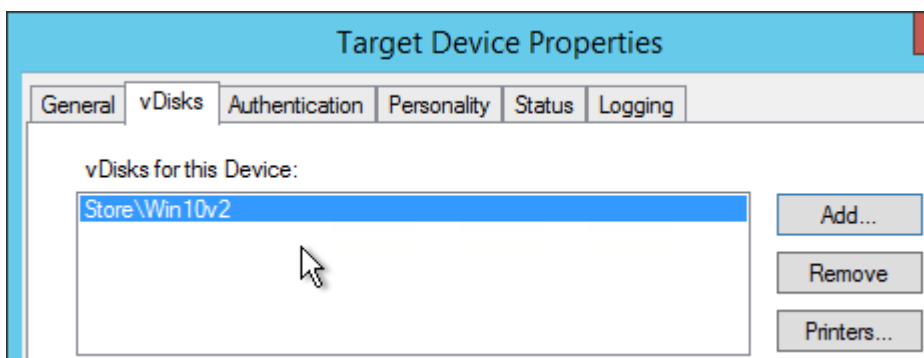 Target Device Properties
General vDisks Authentication Personality Status Logging
vDisks for this Device:
Store\Win10v2
Add...
Remove
Printers...